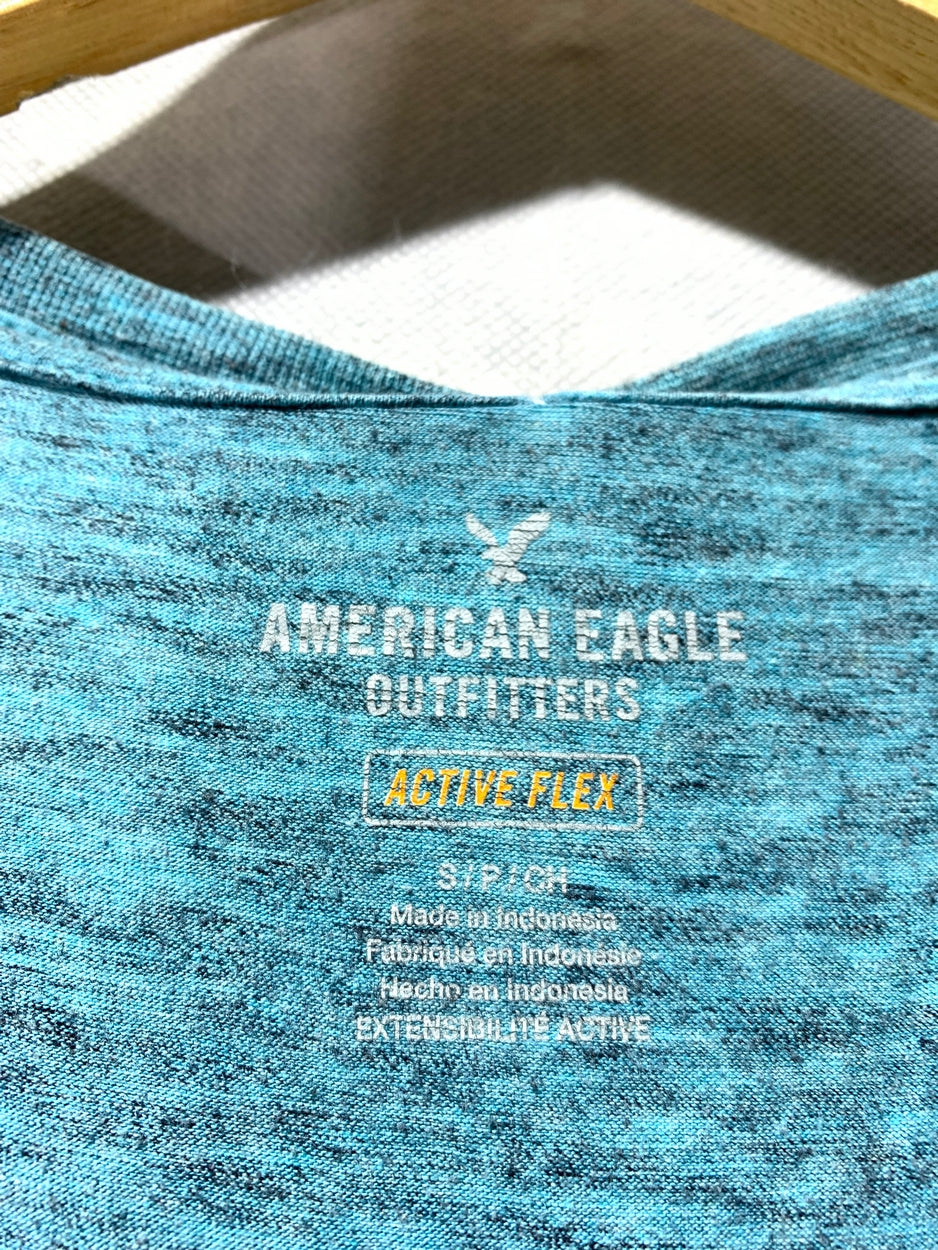 AMERICAN EAGLE
OUTFITTERS
ACTIVE FLEX
S/P/CH
Made in Indonesia
Fabriqué en Indonésie
Hecho en Indonesia
EXTENSIBILITÉ ACTIVE